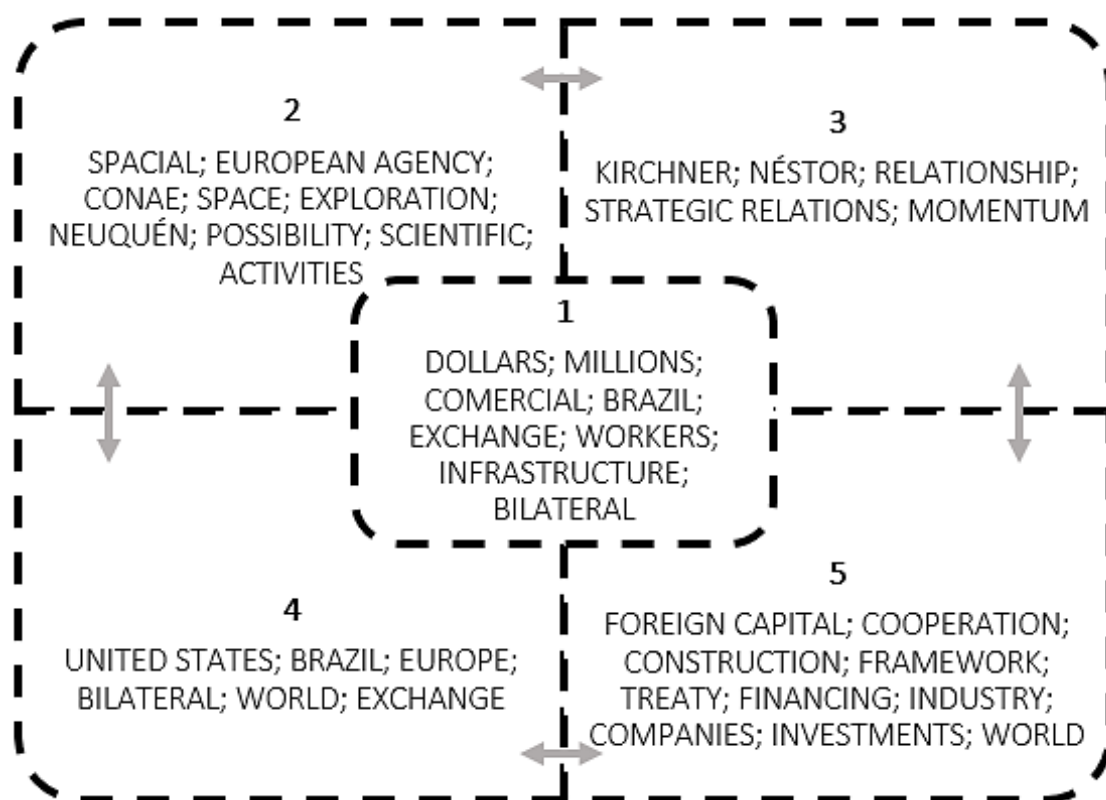 2
SPACIAL; EUROPEAN AGENCY;
CONAE; SPACE; EXPLORATION;
NEUQUÉN; POSSIBILITY; SCIENTIFIC;
ACTIVITIES
3
KIRCHNER; NÉSTOR; RELATIONSHIP;
STRATEGIC RELATIONS; MOMENTUM
1
DOLLARS; MILLIONS;
COMERCIAL; BRAZIL;
EXCHANGE; WORKERS;
INFRASTRUCTURE;
BILATERAL
4
UNITED STATES; BRAZIL; EUROPE;
BILATERAL; WORLD; EXCHANGE
5
FOREIGN CAPITAL; COOPERATION;
CONSTRUCTION; FRAMEWORK;
TREATY; FINANCING; INDUSTRY;
COMPANIES; INVESTMENTS; WORLD